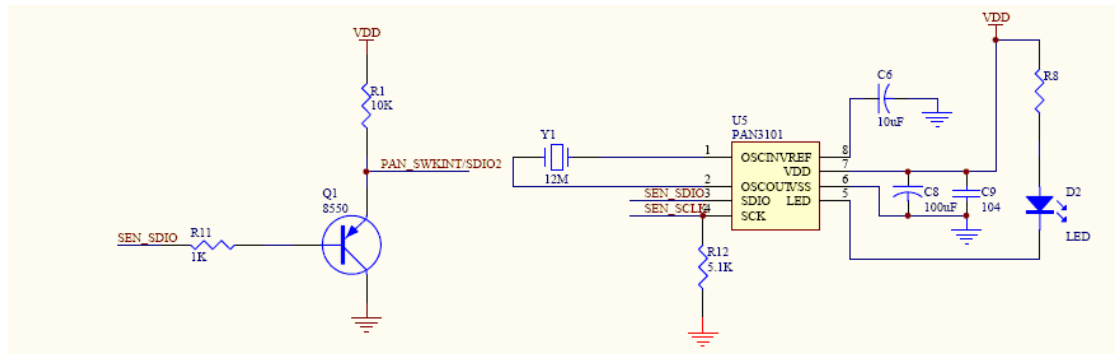 VDD
R1
10K
PAN_SWKINT/SDIO2
Q1
8550
SEN_SDIO
R11
1K
Y1
12M
SEN_SDIO
SEN_SCLK
R12
5.1K
U5
PAN3101
1
2
3
4
OSCIN
VREF
VDD
OSCOUT
VSS
SDIO
LED
SCK
8
7
6
5
C6
10uF
C8
100uF
C9
104
VDD
R8
D2
LED